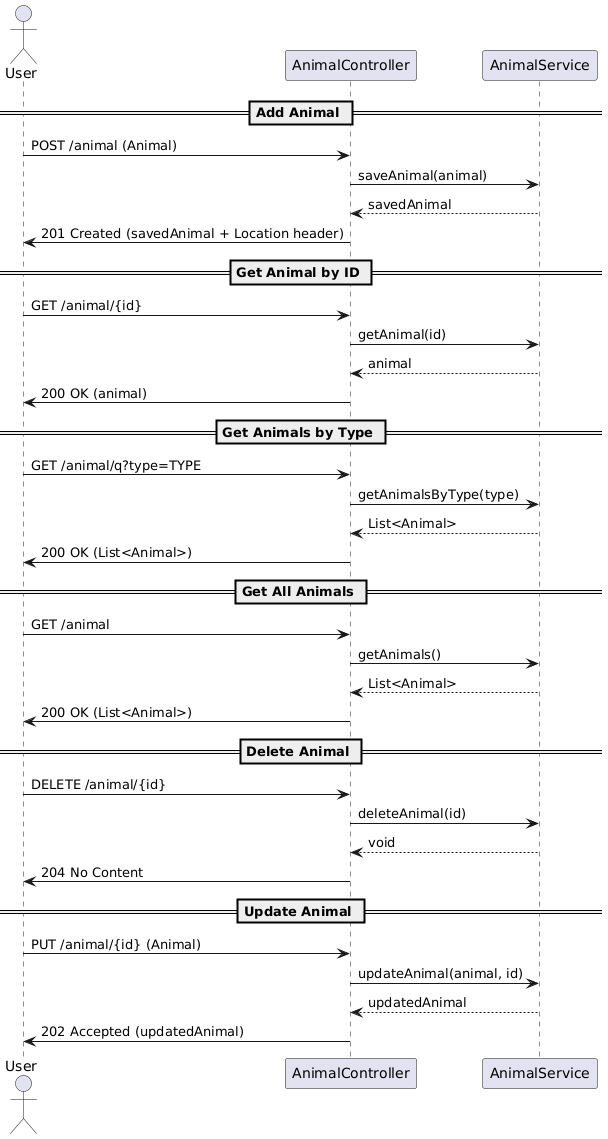 User
AnimalController
AnimalService
Add Animal
POST /animal (Animal)
saveAnimal(animal)
savedAnimal
201 Created (savedAnimal + Location header)
Get Animal by ID
GET /animal/{id}
getAnimal(id)
animal
200 OK (animal)
Get Animals by Type
GET /animal/q?type=TYPE
getAnimalsByType(type)
List<Animal>
200 OK (List<Animal>)
Get All Animals
GET /animal
getAnimals()
List<Animal>
200 OK (List<Animal>)
Delete Animal
DELETE /animal/{id}
deleteAnimal(id)
void
204 No Content
Update Animal
PUT /animal/{id} (Animal)
updateAnimal(animal, id)
updatedAnimal
202 Accepted (updatedAnimal)
User
AnimalController
AnimalService